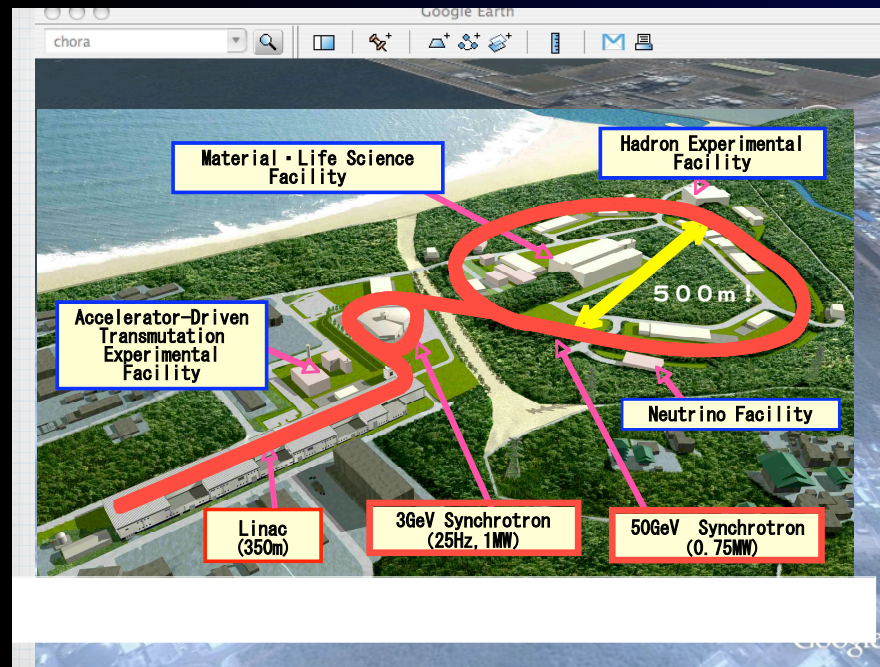 Google Earth
chora
Material・Life Science
Facility
Hadron Experimental
Facility
500m!
Accelerator-Driven
Transmutation
Experimental
Facility
Neutrino Facility
Linac
(350m)
3GeV Synchrotron
(25Hz,1MW)
50GeV Synchrotron
(0.75MW)
Google